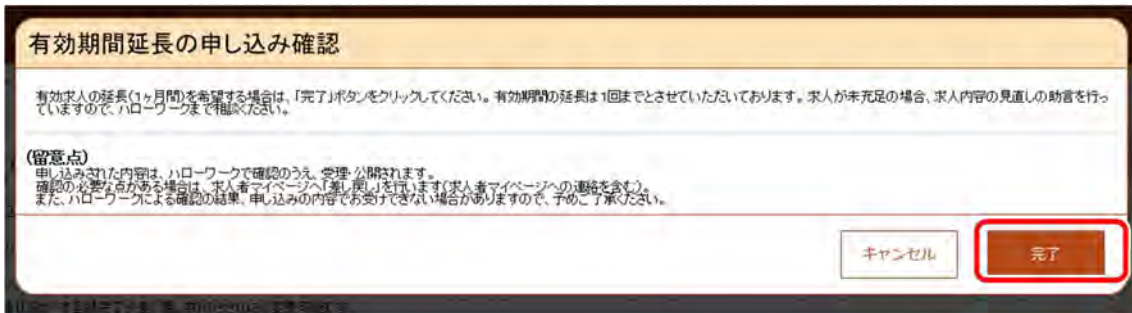 有効期間延長の申し込み確認
有効求人の延長(1ヶ月間)を希望する場合は、「完了」ボタンをクリックしてください。有効期間の延長は1回までとさせていただいております。求人が未充足の場合、求人内容の見直しの助言を行っ
ていますので、ハローワークまで相談ください。
(留意点)
申し込みされた内容は、ハローワークで確認のうえ、受理・公開されます。
確認の必要な点がある場合は、求人者マイページへ「差し戻し」を行います(求人者マイページへの連絡を含む)。
また、ハローワークによる確認の結果、申し込みの内容でお受けできない場合がありますので、予めご了承ください。
キャンセル
完了